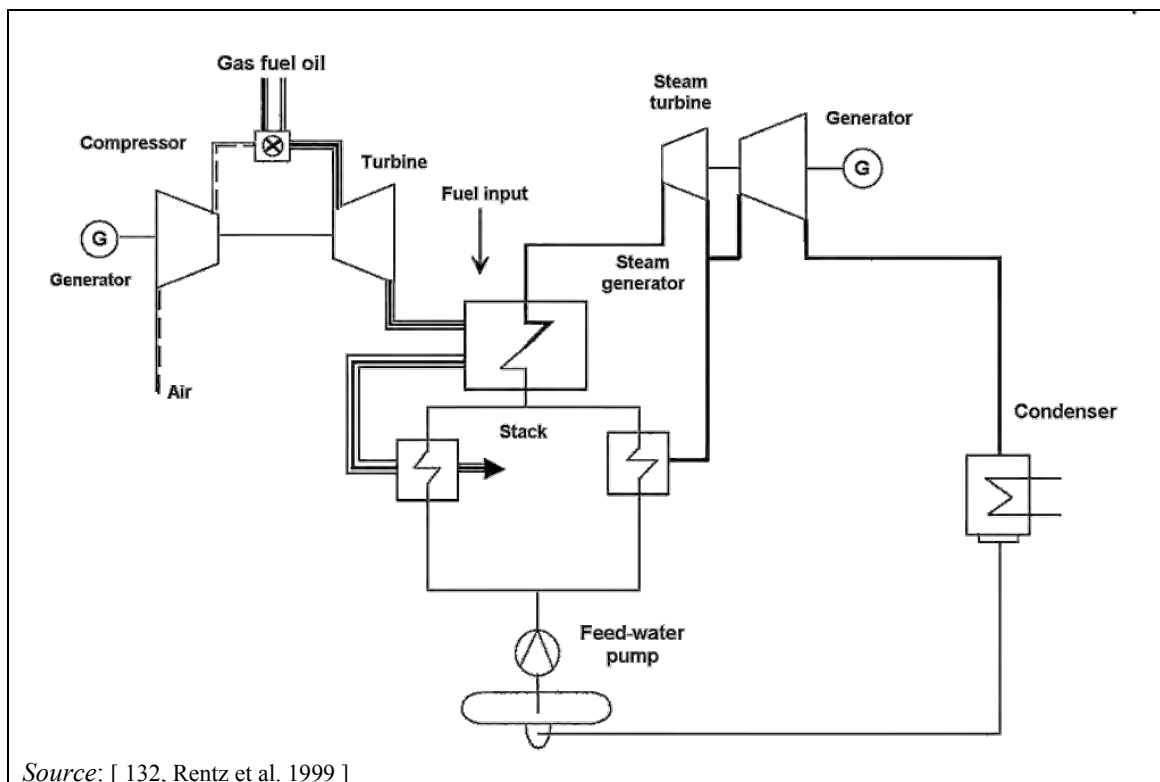 Gas fuel oil
Compressor
Turbine
Steam
turbine
Generator
Fuel input
G
G
Generator
Steam
generator
Air
Stack
Condenser
Feed-water
pump
Source: [ 132, Rentz et al. 1999 ]